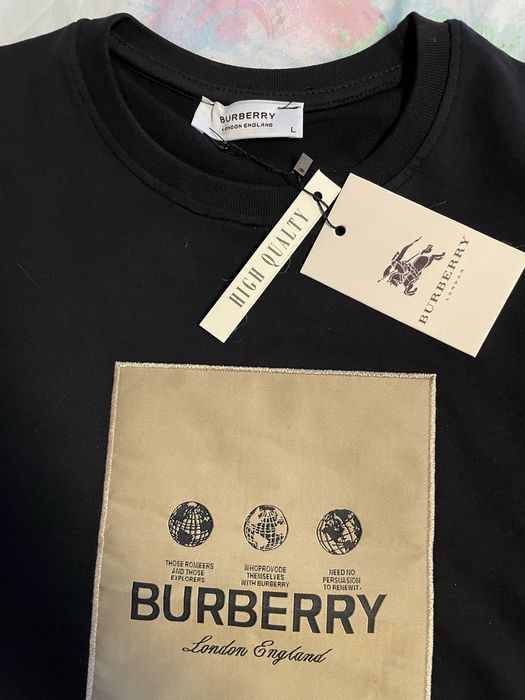 BURBERRY
LONDON ENGLAND
L
HIGH QUALTY
BURBERRY
LONDON
THOSE ROMEERS
AND THOSE
EXPLORERS
WHOPROVODE
THEMSELVES
WITH BURBERRY
NEED NO
PERSUASION
TO RENEWIT.
BURBERRY
London England